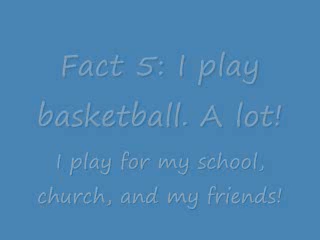 Fact 5: I play
basketball. A lot!
I play for my school,
church, and my friends!